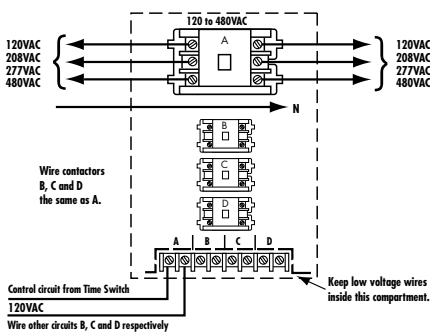 120 to 480VAC
A
120VAC
208VAC
277VAC
480VAC
120VAC
208VAC
277VAC
480VAC
N
B
C
D
Wire contactors
B, C and D
the same as A.
A B C D
Control circuit from Time Switch
120VAC
Wire other circuits B, C and D respectively
Keep low voltage wires
inside this compartment.